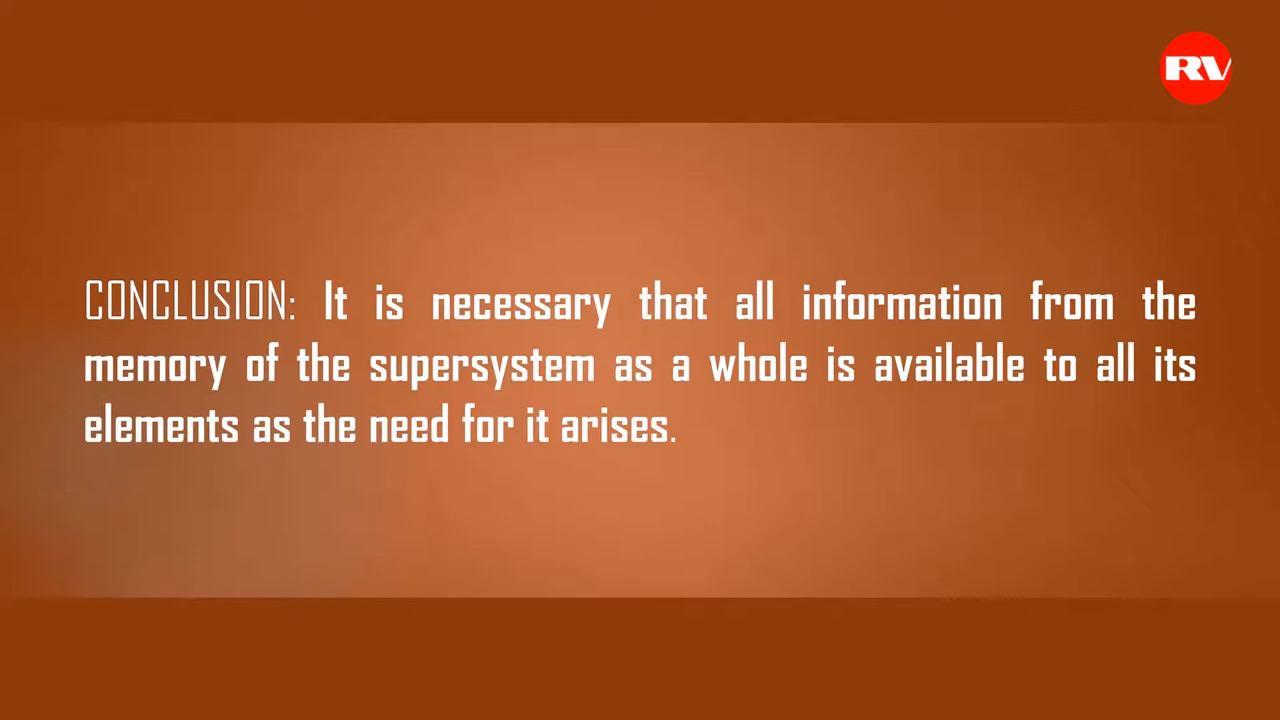 RV
CONCLUSION: It is necessary that all information from the
memory of the supersystem as a whole is available to all its
elements as the need for it arises.